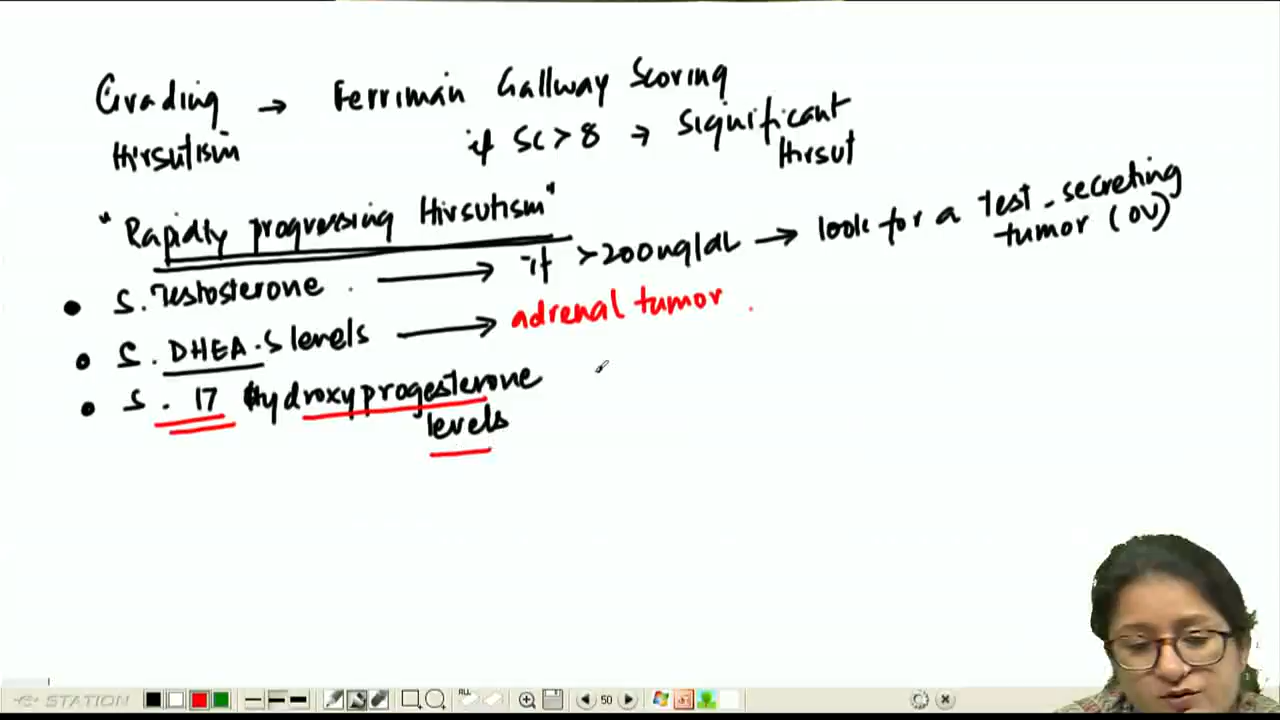 Grading → Ferriman Gallway Scoring
Hirsutism if Sc > 8 → significant
Hirsut
"Rapidly progressing Hirsutism"
• S. Testosterone → if >200ng/dL → look for a Test-secreting
tumor (OV)
• S. DHEA-S levels → adrenal tumor
• S. 17 Hydroxyprogesterone
levels
STATION
50